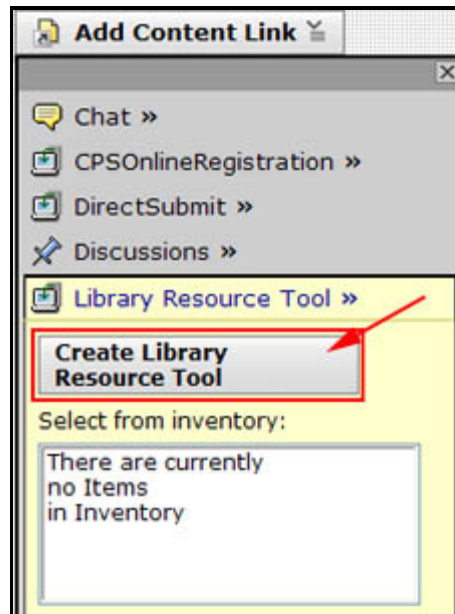 Add Content Link
Chat »
CPSOnlineRegistration »
DirectSubmit »
Discussions »
Library Resource Tool »
Create Library
Resource Tool
Select from inventory:
There are currently
no Items
in Inventory